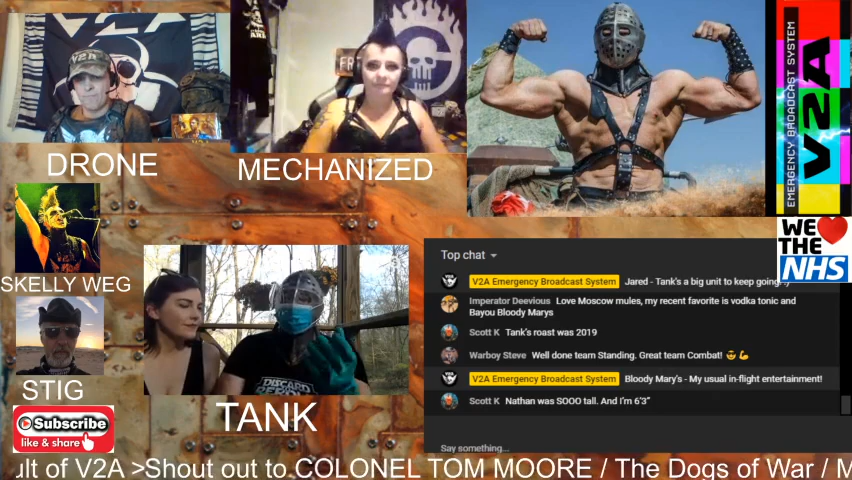 V2A
V2A
DRONE
MECHANIZED
EMERGENCY BROADCAST SYSTEM
V2A
WE
THE
NHS
SKELLY WEG
STIG
DISCARD
TANK
Subscribe
like & share
Top chat
V2A Emergency Broadcast System Jared - Tank's a big unit to keep going! :)
Imperator Deevious Love Moscow mules, my recent favorite is vodka tonic and
Bayou Bloody Marys
Scott K Tank's roast was 2019
Warboy Steve Well done team Standing. Great team Combat!
V2A Emergency Broadcast System Bloody Mary's - My usual in-flight entertainment!
Scott K Nathan was SOOO tall. And I'm 6'3"
Say something...
ult of V2A >Shout out to COLONEL TOM MOORE / The Dogs of War / M